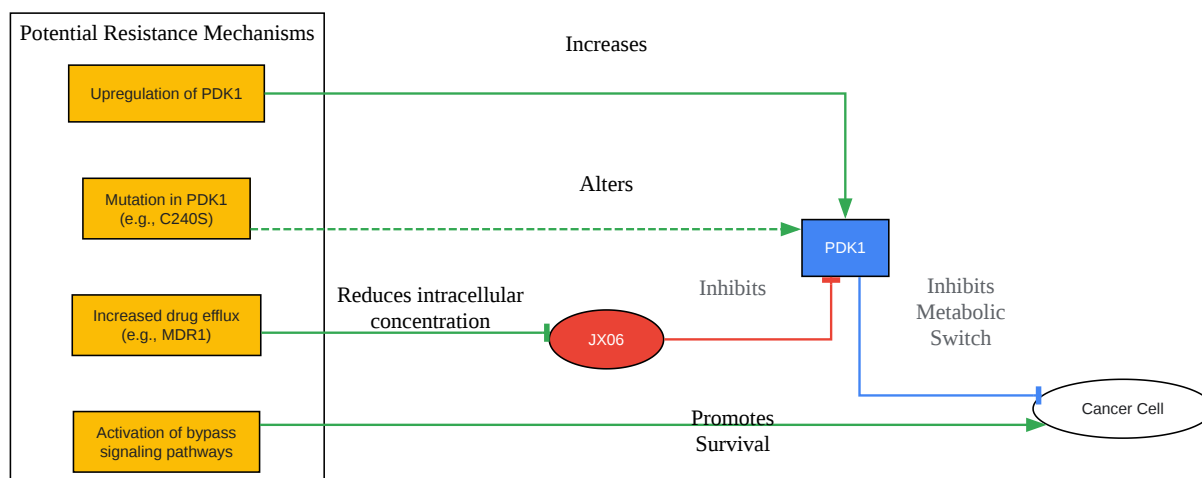 Potential Resistance Mechanisms
Increases
Upregulation of PDK1
Alters
Mutation in PDK1
(e.g., C240S)
PDK1
Reduces intracellular
concentration
Inhibits
Inhibits
Metabolic
Switch
Increased drug efflux
(e.g., MDR1)
JX06
Cancer Cell
Activation of bypass
signaling pathways
Promotes
Survival